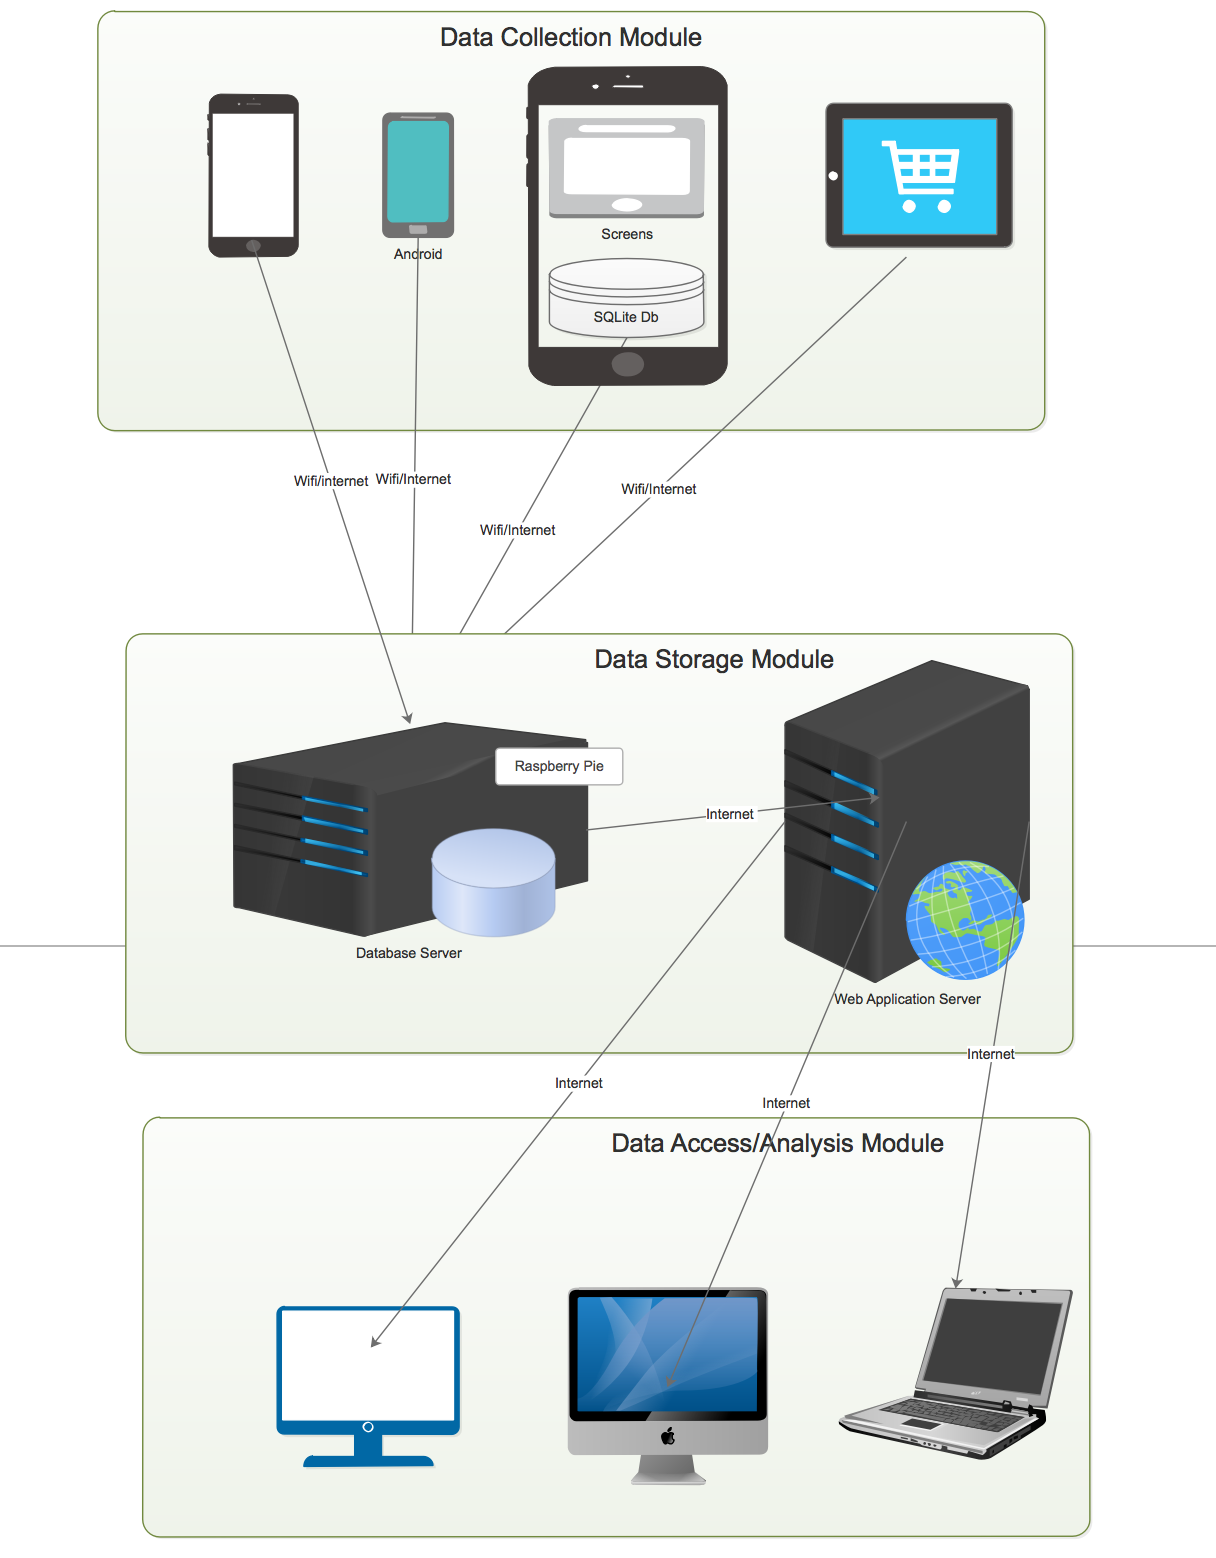 Data Collection Module
Android
Screens
SQLite Db
Wifi/internet
Wifi/Internet
Wifi/Internet
Wifi/Internet
Data Storage Module
Raspberry Pie
Internet
Database Server
Web Application Server
Internet
Internet
Internet
Data Access/Analysis Module